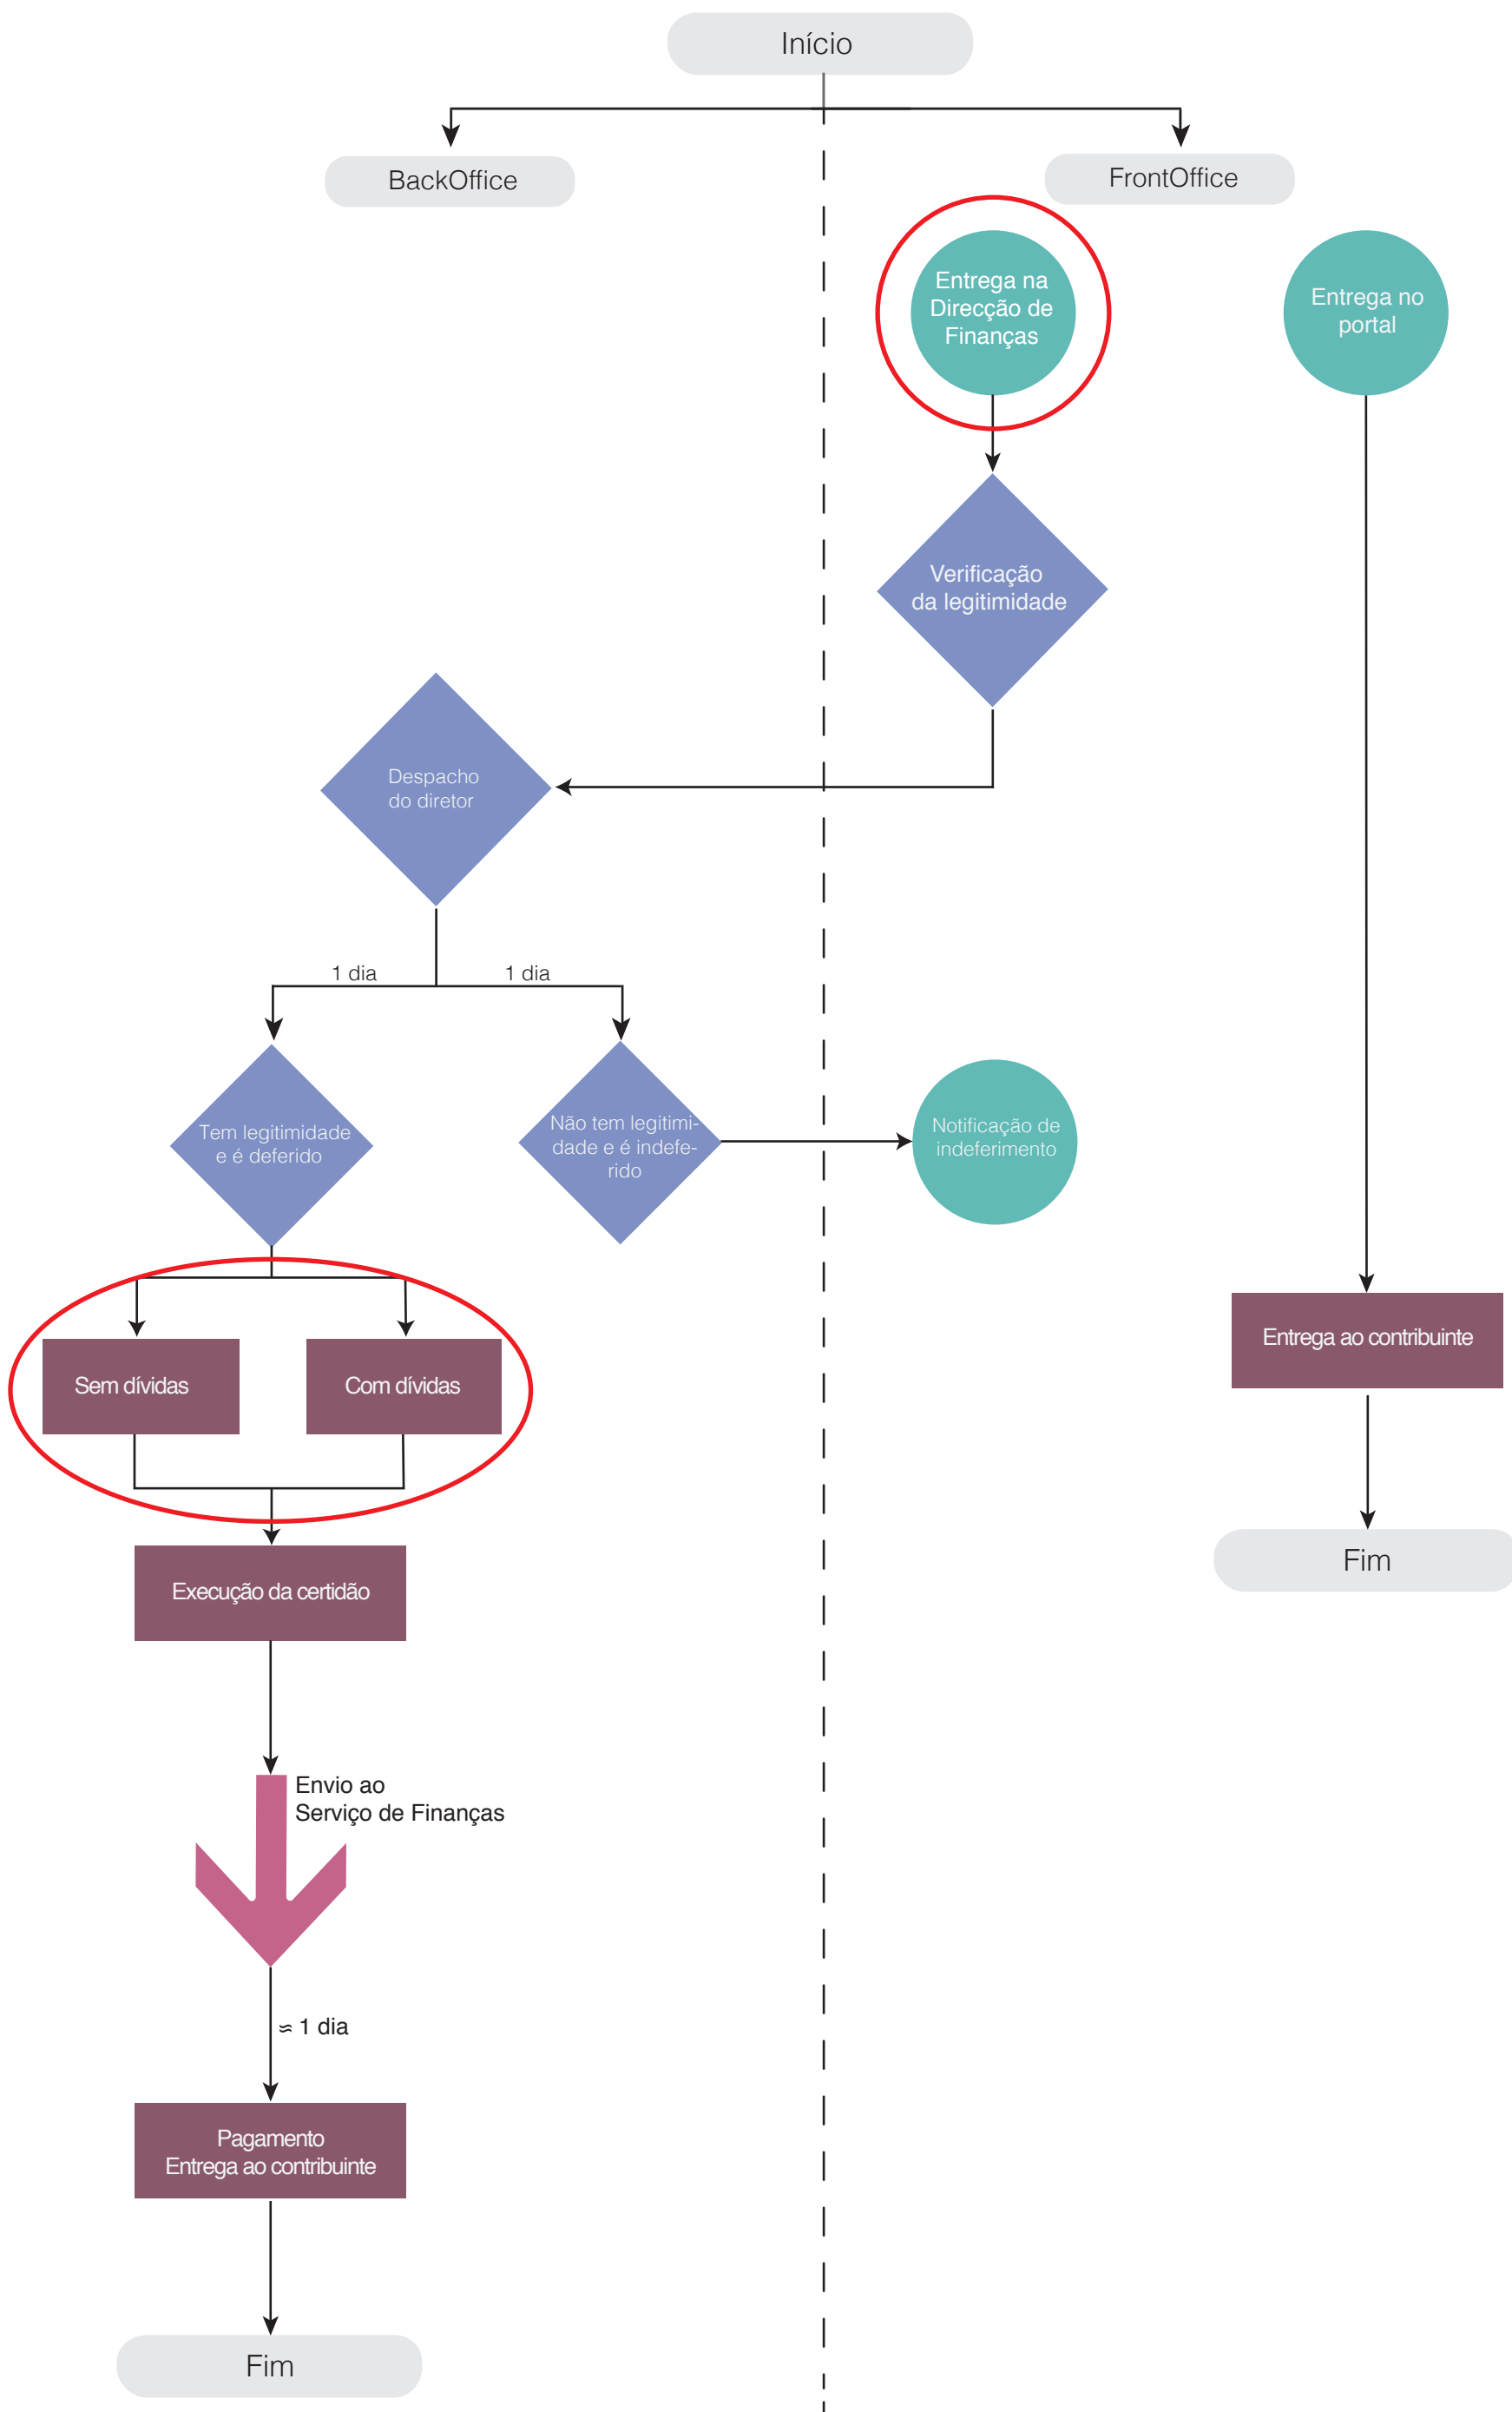 Início
BackOffice
FrontOffice
Entrega na
Direcção de
Finanças
Entrega no
portal
Verificação
da legitimidade
Despacho
do diretor
1 dia
1 dia
Tem legitimidade
e é deferido
Não tem legitimi-
dade e é indefe-
rido
Notificação de
indeferimento
Sem dívidas
Com dívidas
Entrega ao contribuinte
Fim
Execução da certidão
Envio ao
Serviço de Finanças
≈ 1 dia
Pagamento
Entrega ao contribuinte
Fim